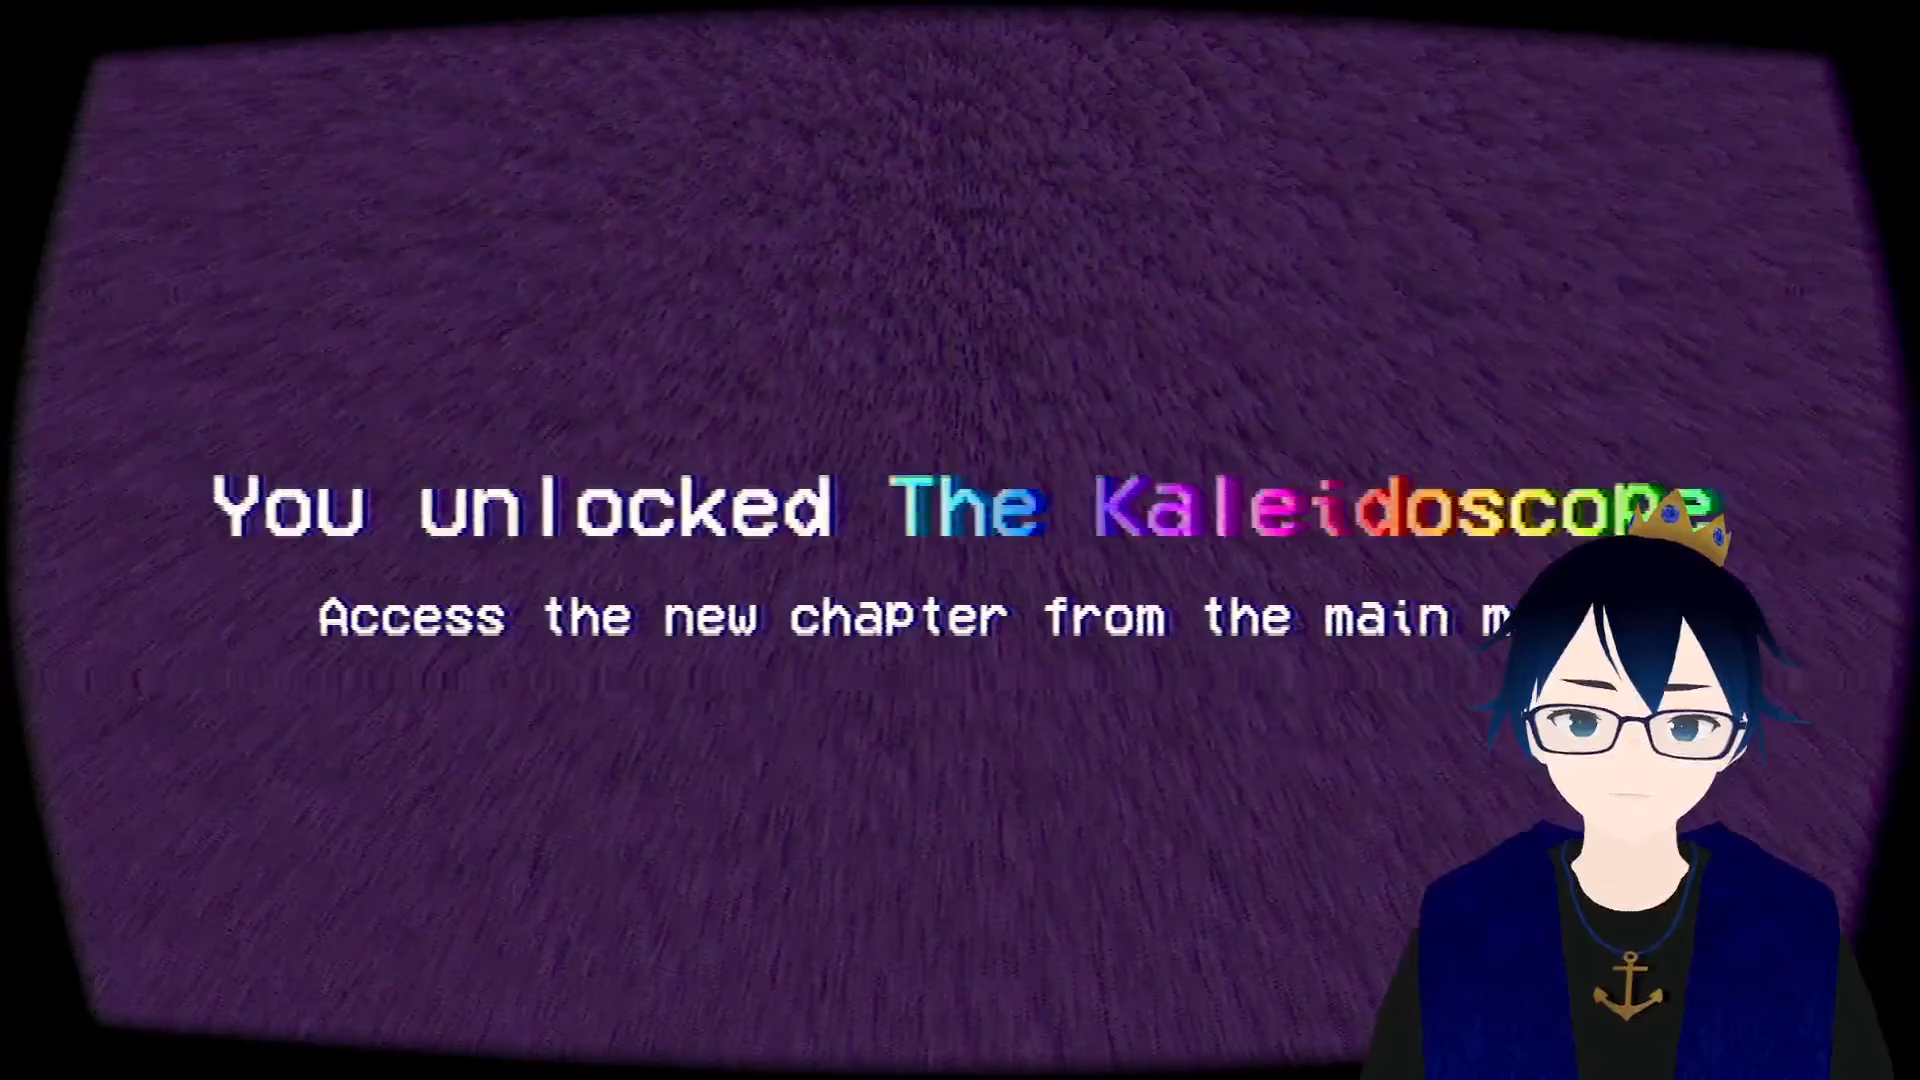 You unlocked The Kaleidoscope
Access the new chapter from the main